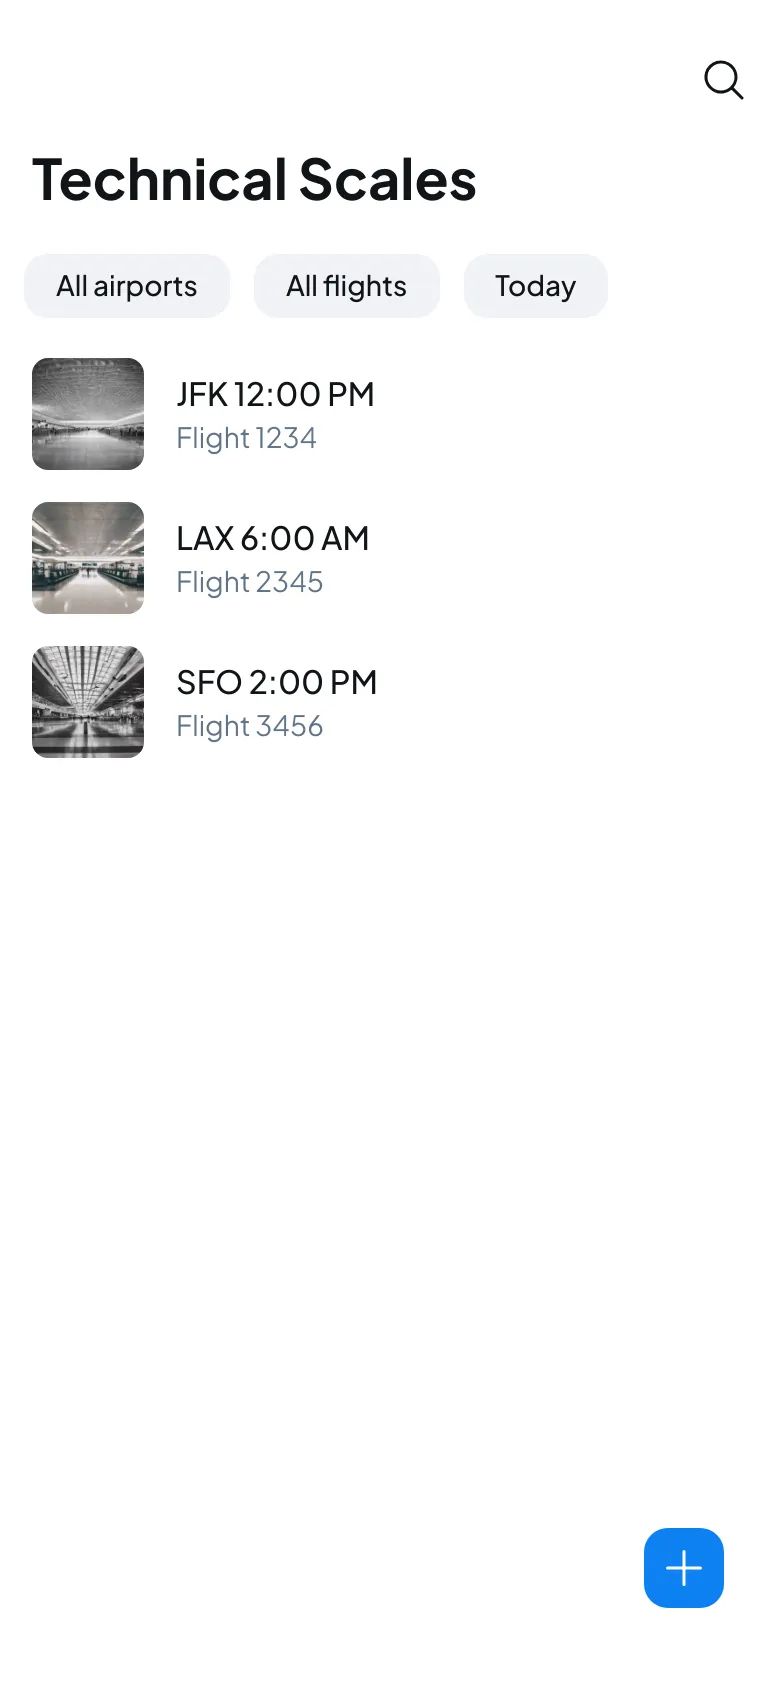 Technical Scales
All airports All flights Today
JFK 12:00 PM
Flight 1234
LAX 6:00 AM
Flight 2345
SFO 2:00 PM
Flight 3456